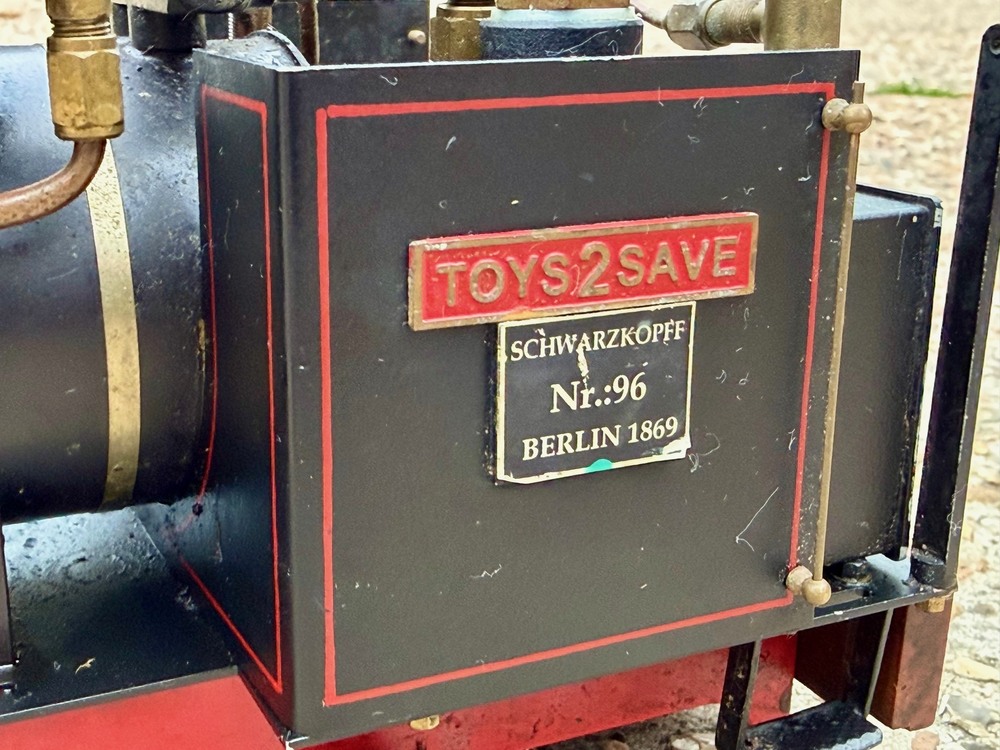 TOYS2SAVE
SCHWARZKOPFF
Nr.:96
BERLIN 1869